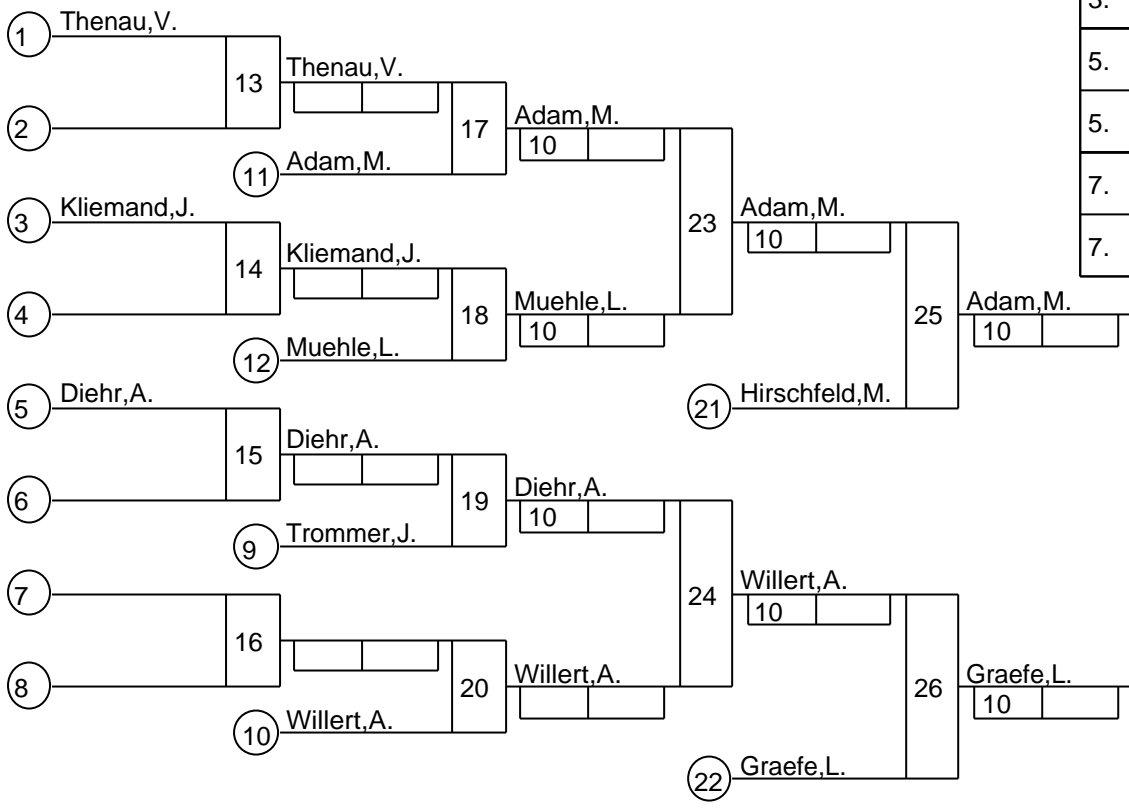 3.
1 Thenau,V.
13 Thenau,V.
5.
2
17 Adam,M.
10
5.
11 Adam,M.
3 Kliemand,J.
7.
23 Adam,M.
10
14 Kliemand,J.
7.
4
18 Muehle,L.
10
25 Adam,M.
10
12 Muehle,L.
5 Diehr,A.
21 Hirschfeld,M.
15 Diehr,A.
6
19 Diehr,A.
10
9 Trommer,J.
7
24 Willert,A.
10
16
8
20 Willert,A.
26 Graefe,L.
10
10 Willert,A.
22 Graefe,L.